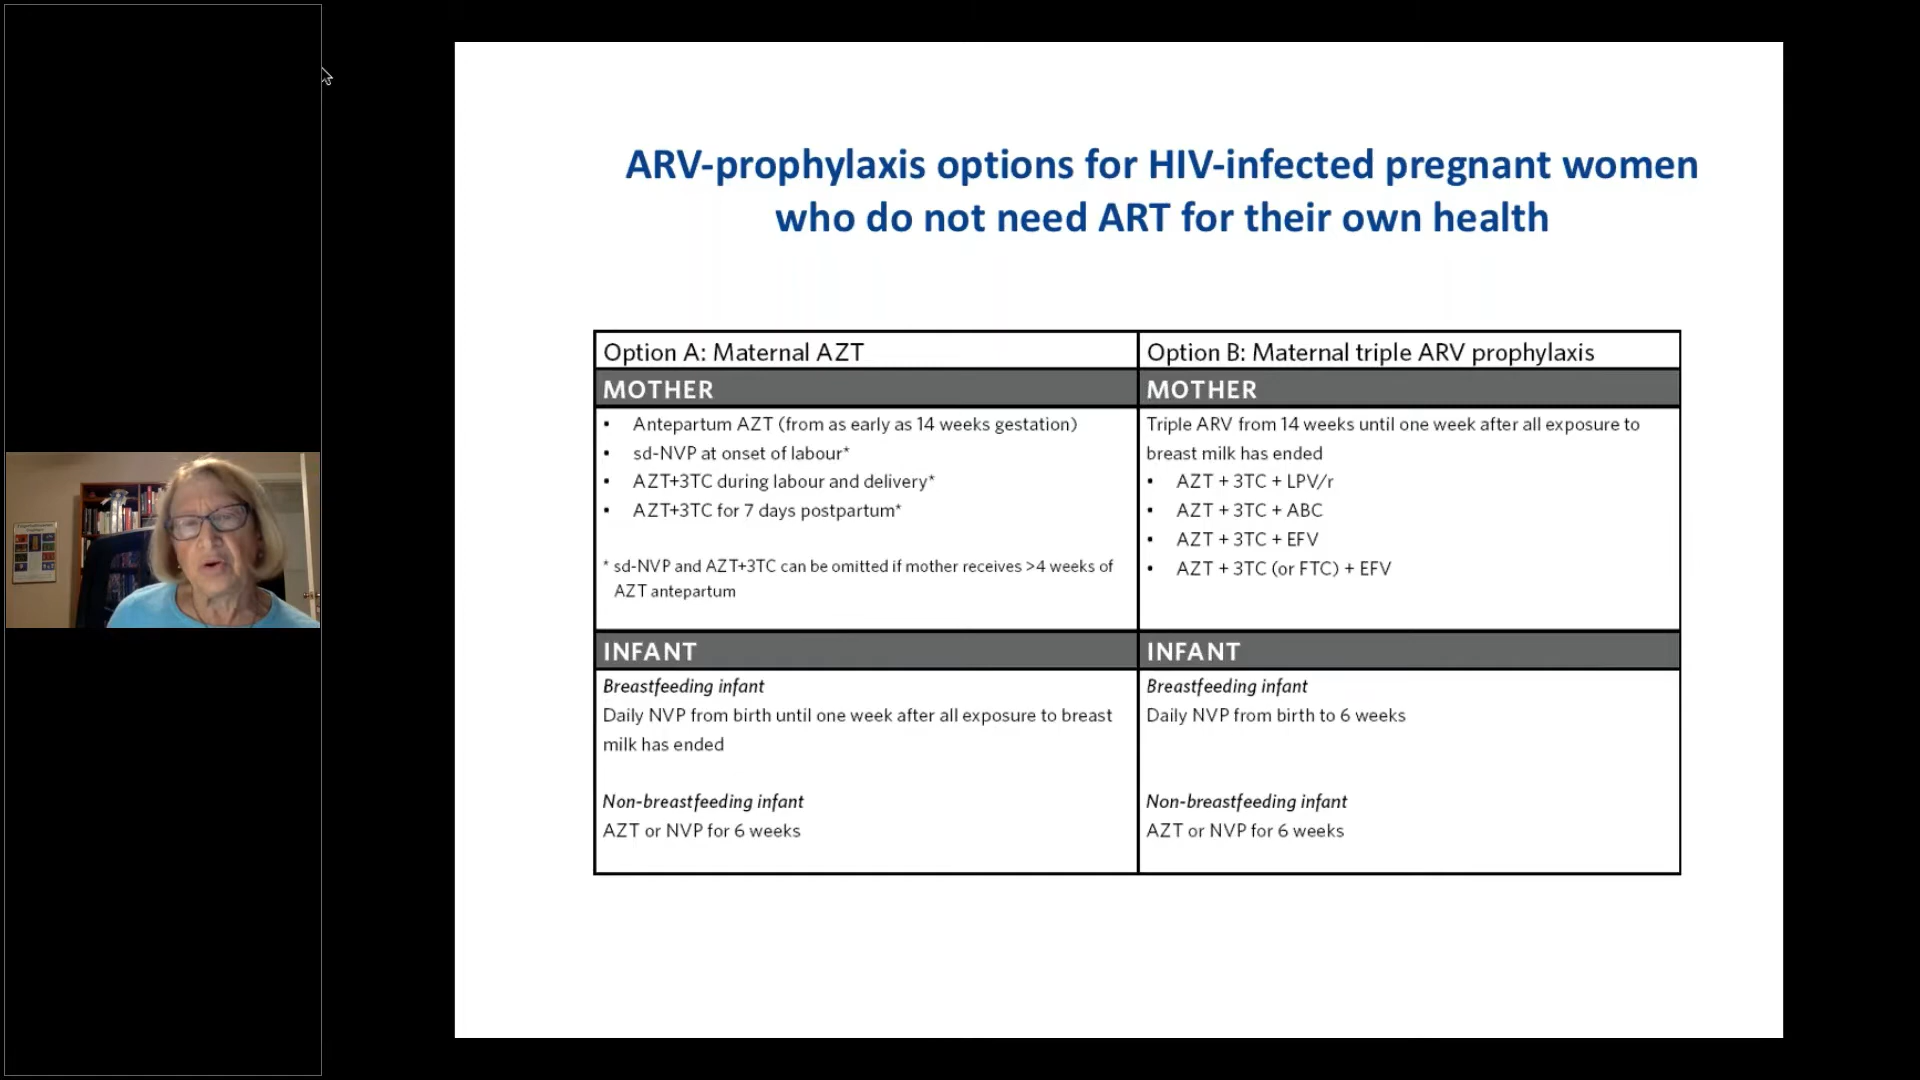 ARV-prophylaxis options for HIV-infected pregnant women
who do not need ART for their own health
Option A: Maternal AZT
Option B: Maternal triple ARV prophylaxis
MOTHER
MOTHER
• Antepartum AZT (from as early as 14 weeks gestation)
• sd-NVP at onset of labour*
• AZT+3TC during labour and delivery*
• AZT+3TC for 7 days postpartum*
* sd-NVP and AZT+3TC can be omitted if mother receives >4 weeks of
AZT antepartum
Triple ARV from 14 weeks until one week after all exposure to
breast milk has ended
• AZT + 3TC + LPV/r
• AZT + 3TC + ABC
• AZT + 3TC + EFV
• AZT + 3TC (or FTC) + EFV
INFANT
INFANT
Breastfeeding infant
Daily NVP from birth until one week after all exposure to breast
milk has ended
Non-breastfeeding infant
AZT or NVP for 6 weeks
Breastfeeding infant
Daily NVP from birth to 6 weeks
Non-breastfeeding infant
AZT or NVP for 6 weeks